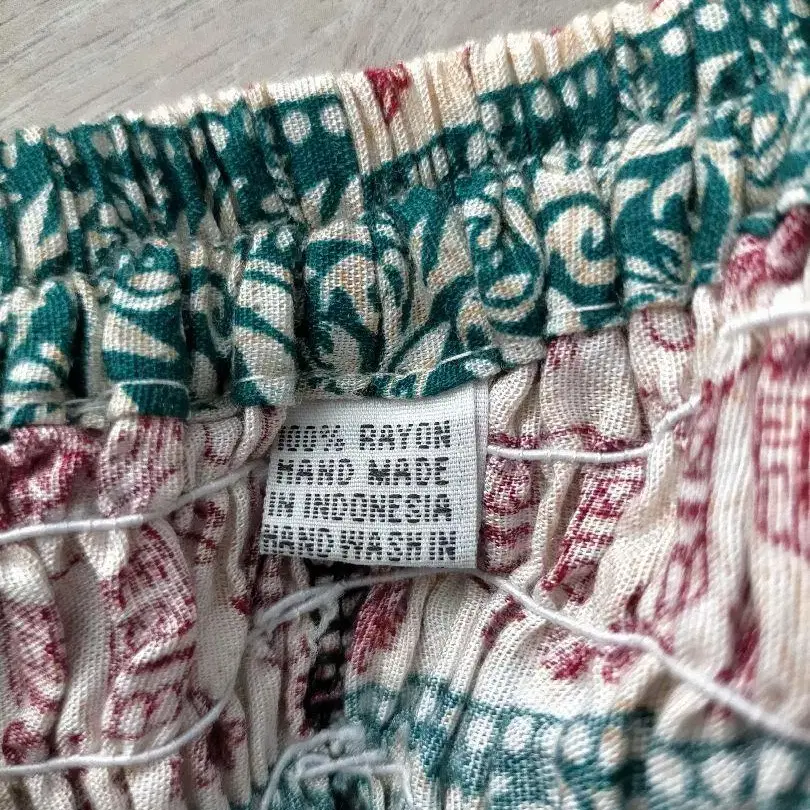 100% RAYON
HAND MADE
IN INDONESIA
HAND WASH IN